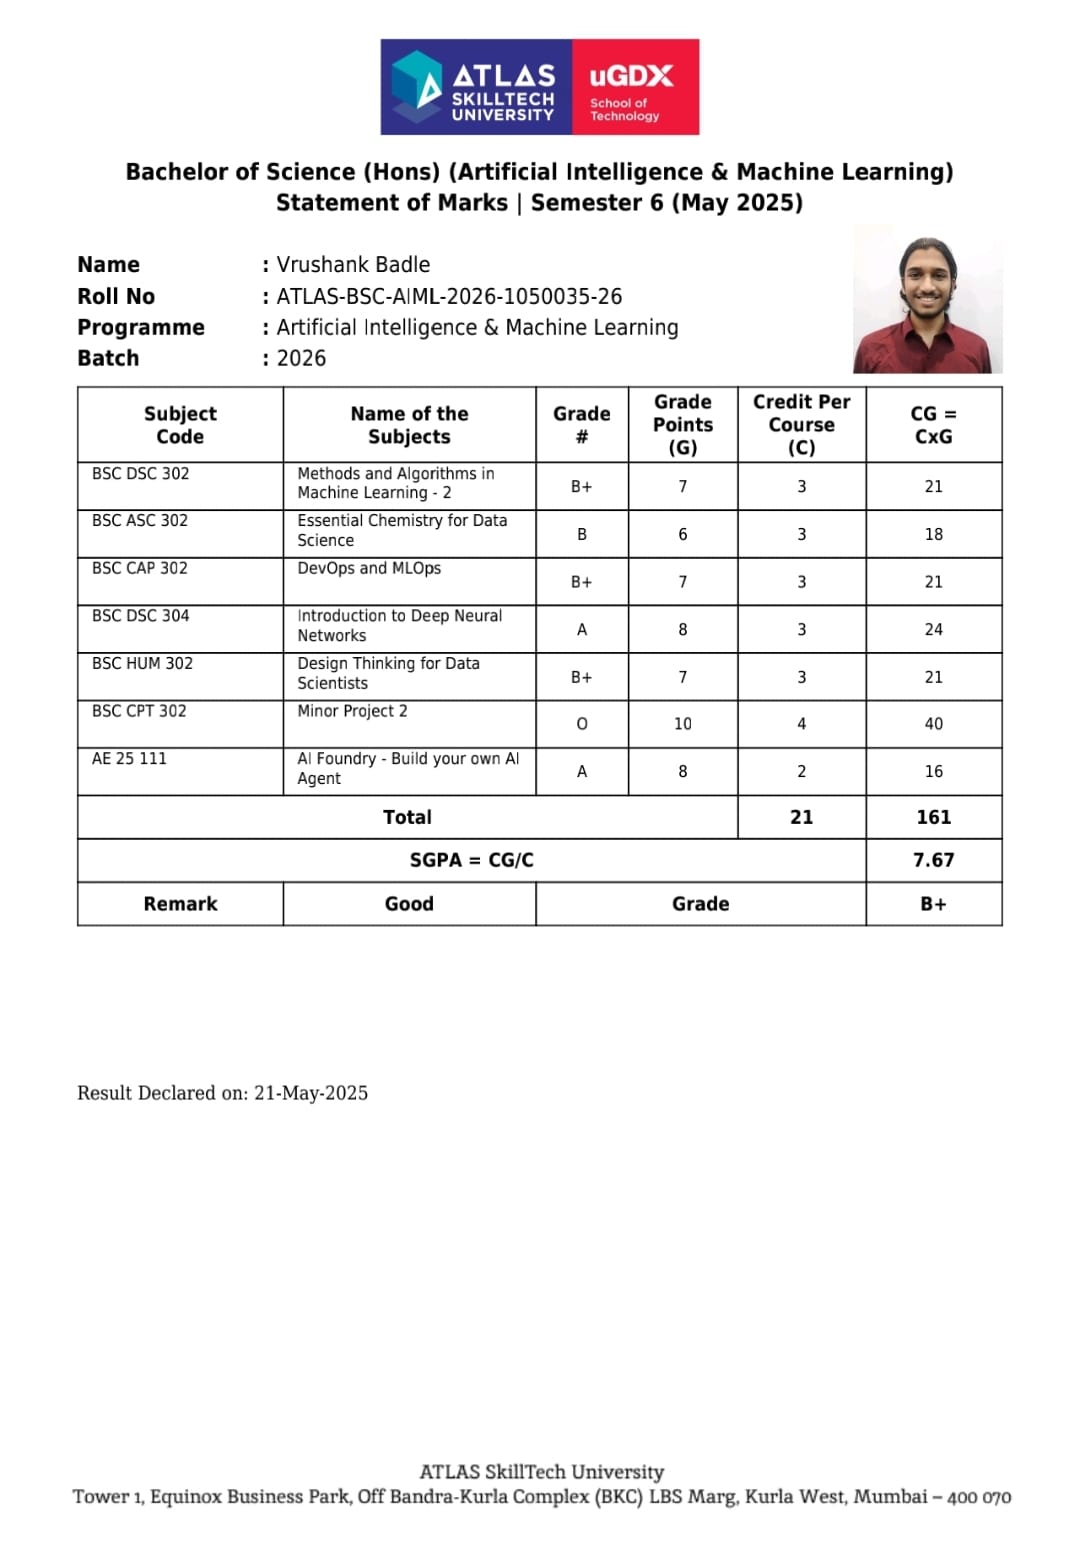 ATLAS
SKILLTECH
UNIVERSITY
uGDX
School of
Technology
Bachelor of Science (Hons) (Artificial Intelligence & Machine Learning)
Statement of Marks | Semester 6 (May 2025)
Name : Vrushank Badle
Roll No : ATLAS-BSC-AIML-2026-1050035-26
Programme : Artificial Intelligence & Machine Learning
Batch : 2026
Subject Code Name of the Subjects Grade # Grade Points (G) Credit Per Course (C) CG = CxG
BSC DSC 302 Methods and Algorithms in Machine Learning - 2 B+ 7 3 21
BSC ASC 302 Essential Chemistry for Data Science B 6 3 18
BSC CAP 302 DevOps and MLOps B+ 7 3 21
BSC DSC 304 Introduction to Deep Neural Networks A 8 3 24
BSC HUM 302 Design Thinking for Data Scientists B+ 7 3 21
BSC CPT 302 Minor Project 2 O 10 4 40
AE 25 111 AI Foundry - Build your own AI Agent A 8 2 16
Total 21 161
SGPA = CG/C 7.67
Remark Good Grade B+
Result Declared on: 21-May-2025
ATLAS SkillTech University
Tower 1, Equinox Business Park, Off Bandra-Kurla Complex (BKC) LBS Marg, Kurla West, Mumbai – 400 070